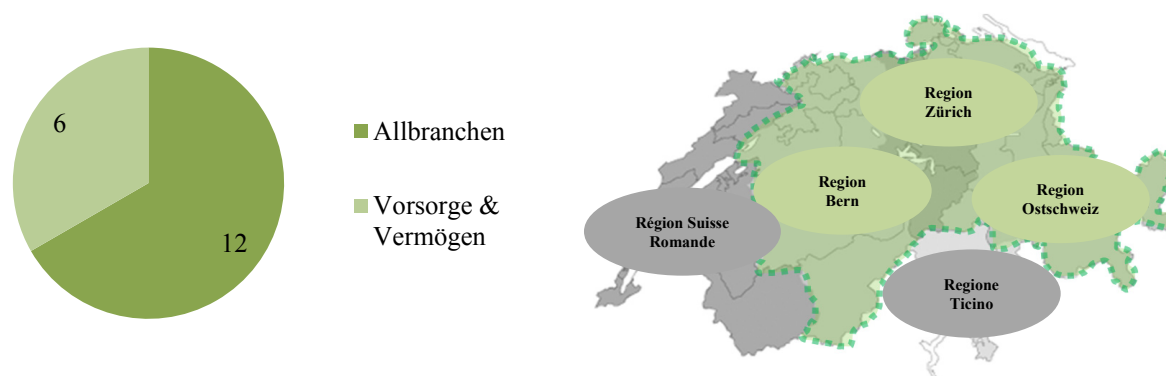 6
12
Allbranchen
Vorsorge &
Vermögen
Region
Zürich
Region
Bern
Region
Ostschweiz
Région Suisse
Romande
Regione
Ticino